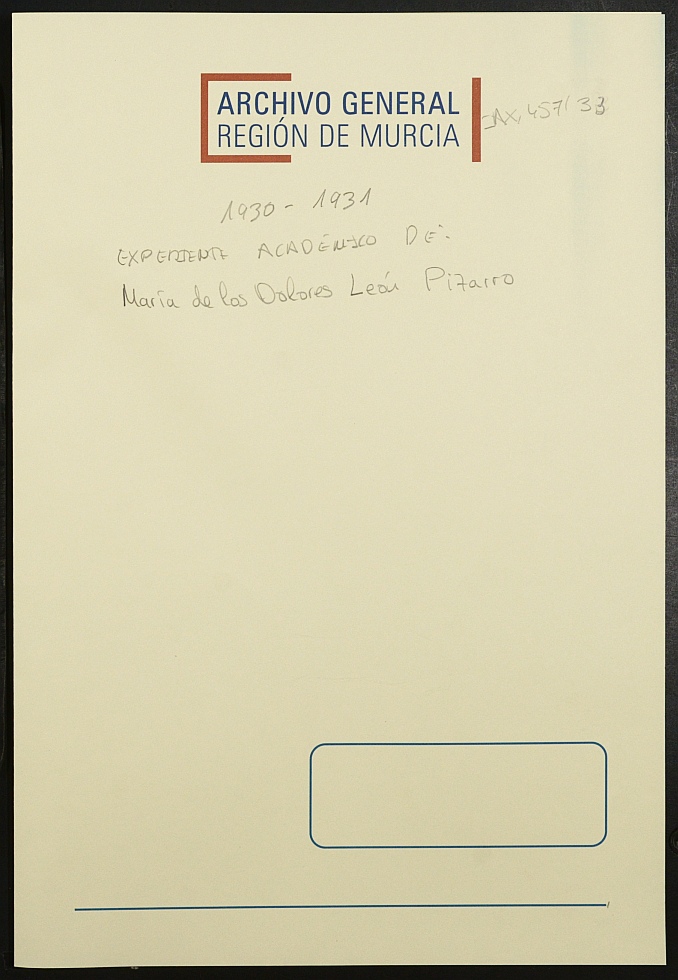 ARCHIVO GENERAL
REGIÓN DE MURCIA
IAX, 457/33
1930 - 1931
EXPEDIENTE ACADÉMICO DE:
María de los Dolores León Pizarro